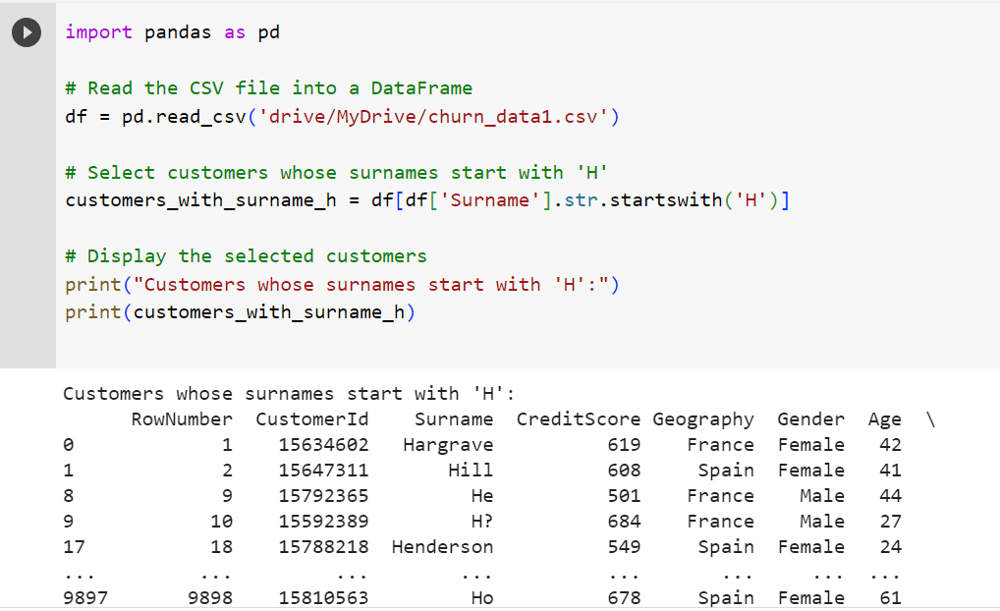 import pandas as pd
# Read the CSV file into a DataFrame
df = pd.read_csv('drive/MyDrive/churn_data1.csv')
# Select customers whose surnames start with 'H'
customers_with_surname_h = df[df['Surname'].str.startswith('H')]
# Display the selected customers
print("Customers whose surnames start with 'H':")
print(customers_with_surname_h)
Customers whose surnames start with 'H':
RowNumber CustomerId Surname CreditScore Geography Gender Age \
0 1 15634602 Hargrave 619 France Female 42
1 2 15647311 Hill 608 Spain Female 41
8 9 15792365 He 501 France Male 44
9 10 15592389 H? 684 France Male 27
17 18 15788218 Henderson 549 Spain Female 24
... ... ... ... ... ... ... ...
9897 9898 15810563 Ho 678 Spain Female 61